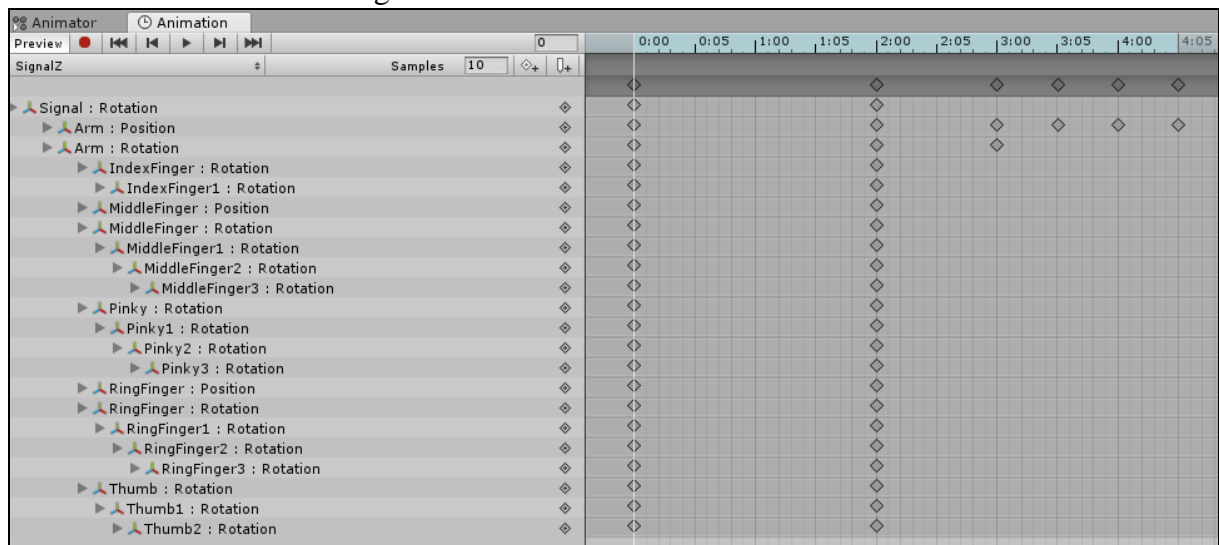 Animator Animation
Preview 0 0:00 0:05 1:00 1:05 2:00 2:05 3:00 3:05 4:00 4:05
SignalZ Samples 10
Signal : Rotation
Arm : Position
Arm : Rotation
IndexFinger : Rotation
IndexFinger1 : Rotation
MiddleFinger : Position
MiddleFinger : Rotation
MiddleFinger1 : Rotation
MiddleFinger2 : Rotation
MiddleFinger3 : Rotation
Pinky : Rotation
Pinky1 : Rotation
Pinky2 : Rotation
Pinky3 : Rotation
RingFinger : Position
RingFinger : Rotation
RingFinger1 : Rotation
RingFinger2 : Rotation
RingFinger3 : Rotation
Thumb : Rotation
Thumb1 : Rotation
Thumb2 : Rotation